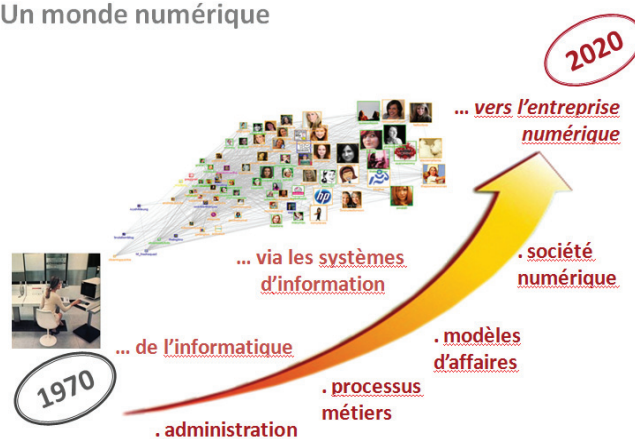 Un monde numérique
2020
... vers l'entreprise
numérique
hp
... via les systèmes
d'information
. société
numérique
... de l'informatique
. modèles
d'affaires
1970
. processus
métiers
. administration